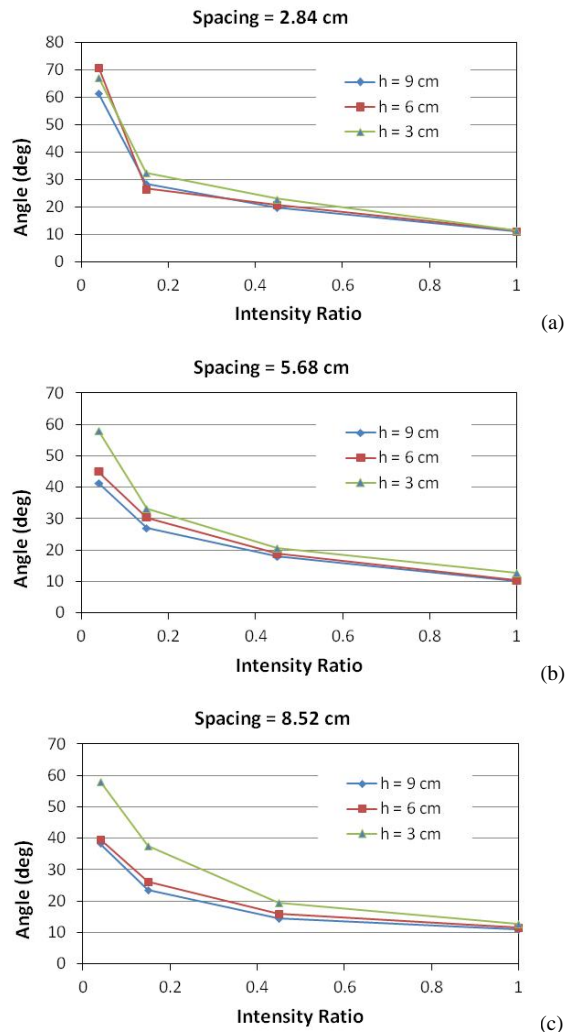 Spacing = 2.84 cm
80
70
60
50
40
30
20
10
0
Angle (deg)
h = 9 cm
h = 6 cm
h = 3 cm
0 0.2 0.4 0.6 0.8 1
Intensity Ratio
(a)
Spacing = 5.68 cm
70
60
50
40
30
20
10
0
Angle (deg)
h = 9 cm
h = 6 cm
h = 3 cm
0 0.2 0.4 0.6 0.8 1
Intensity Ratio
(b)
Spacing = 8.52 cm
70
60
50
40
30
20
10
0
Angle (deg)
h = 9 cm
h = 6 cm
h = 3 cm
0 0.2 0.4 0.6 0.8 1
Intensity Ratio
(c)